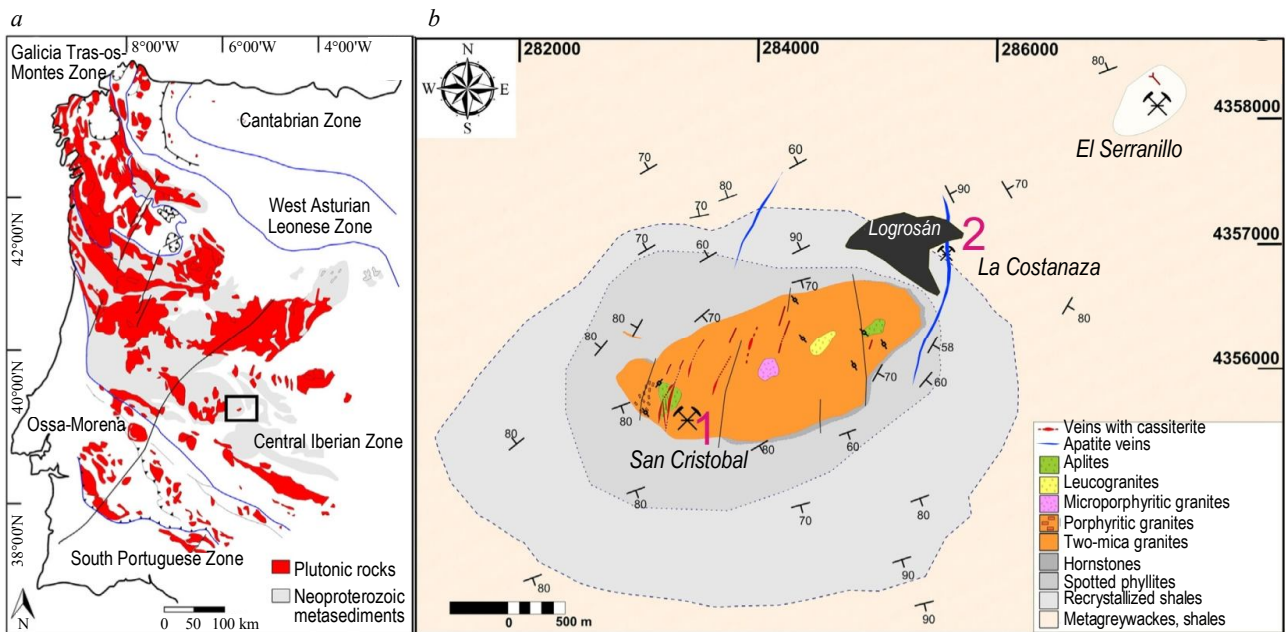 a
8°00'W 6°00'W 4°00'W
Galicia Tras-os-
Montes Zone
Cantabrian Zone
West Asturian
Leonese Zone
42°00'N
40°00'N
Ossa-Morena
Central Iberian Zone
38°00'N
South Portuguese Zone
Plutonic rocks
Neoproterozoic
metasediments
N
0 50 100 km
b
282000 284000 286000
N
W E
S
80
4358000
El Serranillo
70
60
80
90
70
70
Logrosán
2
4357000
70
60
90
La Costanaza
80
70
70
80
80
58
4356000
70
60
80
1
80
San Cristobal
80
60
80
70
80
90
80
90
0 500 m
Veins with cassiterite
Apatite veins
Aplites
Leucogranites
Microporphyritic granites
Porphyritic granites
Two-mica granites
Hornstones
Spotted phyllites
Recrystallized shales
Metagreywackes, shales